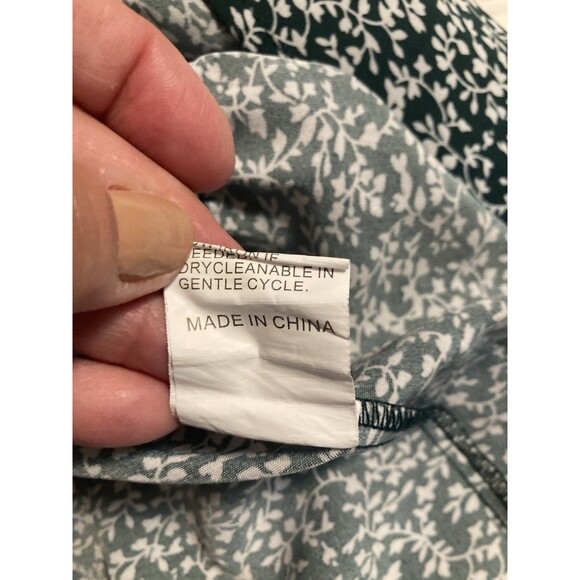 DRYCLEANABLE IN
GENTLE CYCLE.
MADE IN CHINA